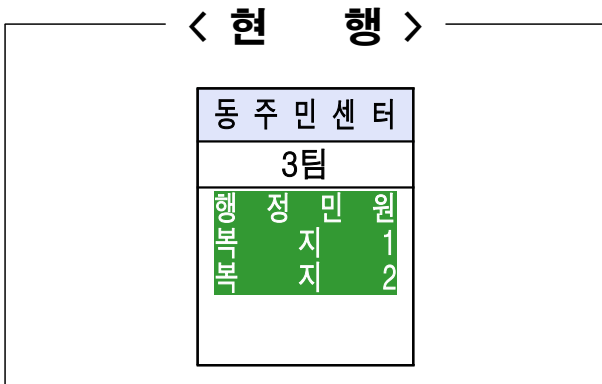 < 현 행 >
동 주 민 센 터
3팀
행 정 민 원
복 지 1
복 지 2